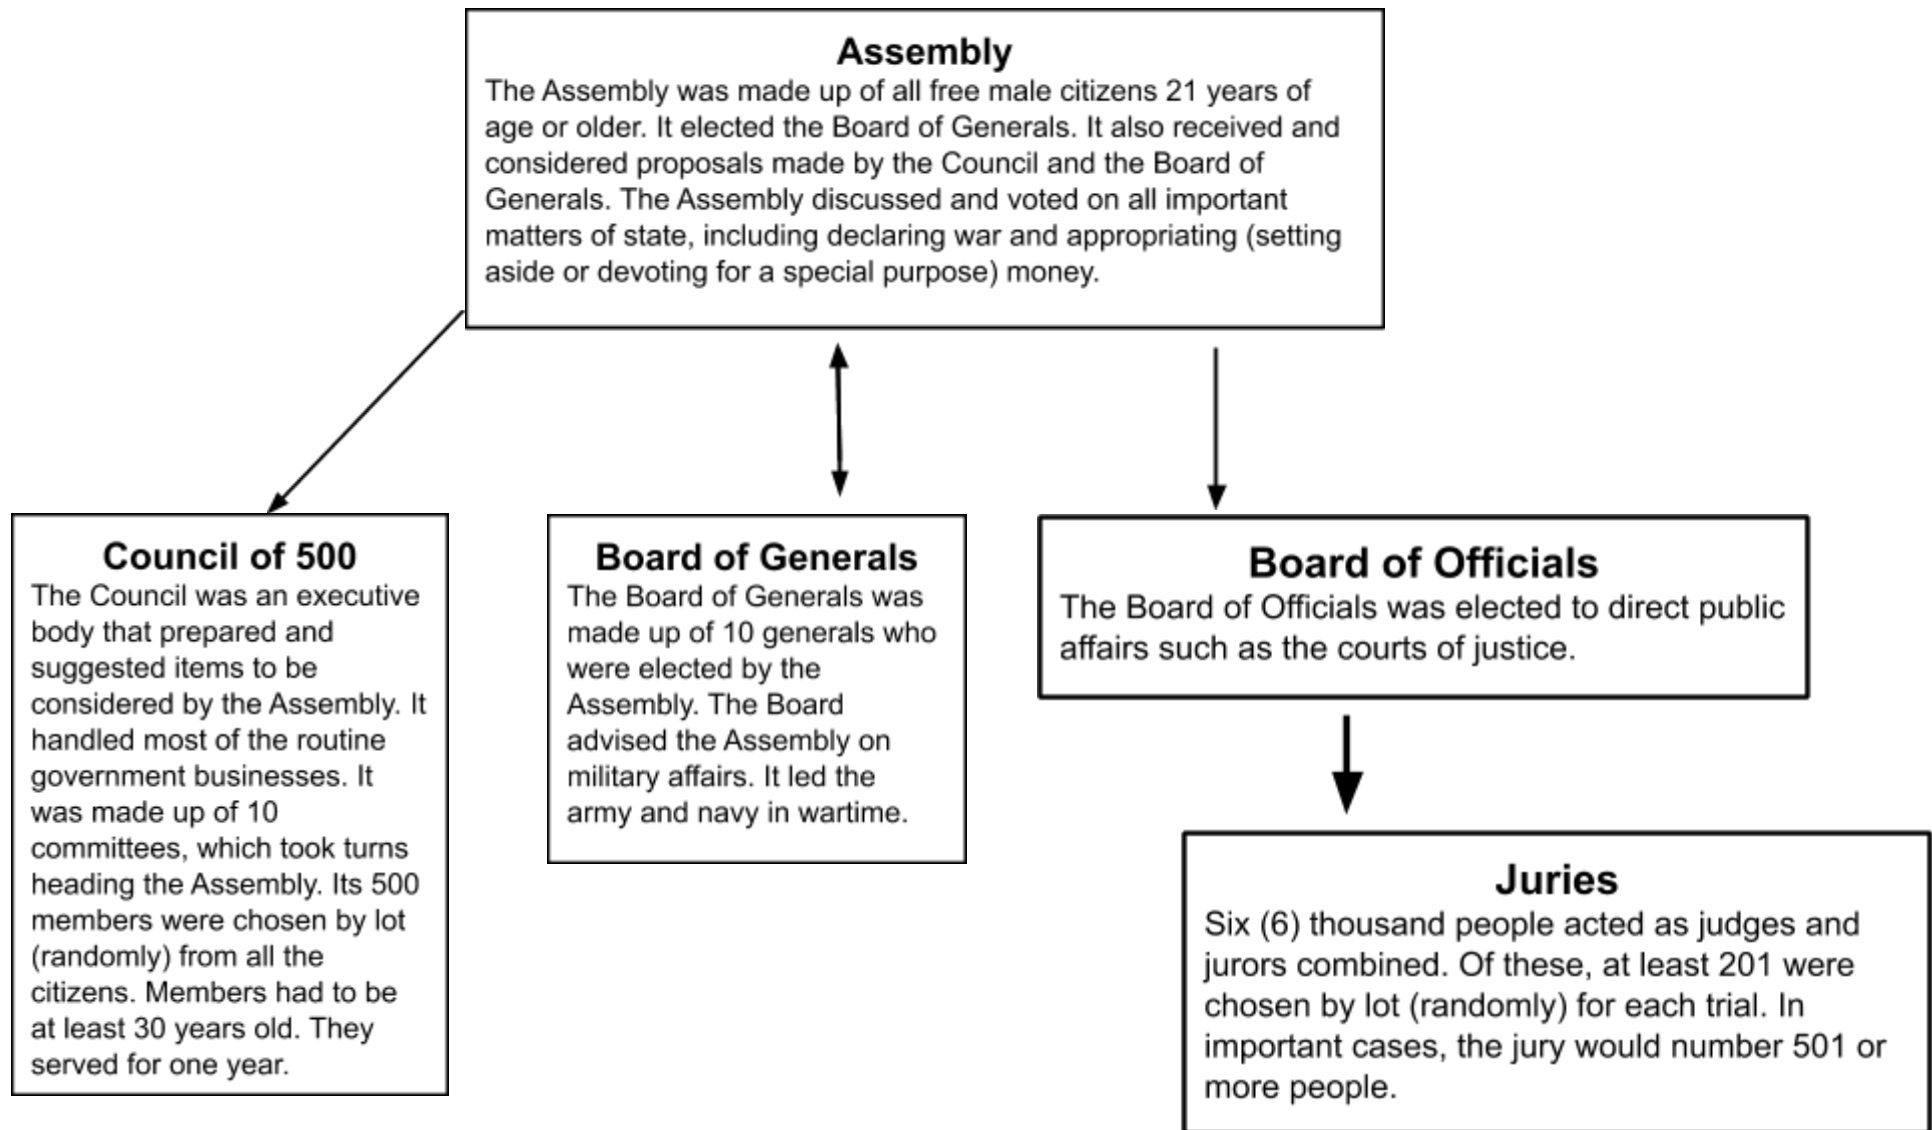 Assembly
The Assembly was made up of all free male citizens 21 years of
age or older. It elected the Board of Generals. It also received and
considered proposals made by the Council and the Board of
Generals. The Assembly discussed and voted on all important
matters of state, including declaring war and appropriating (setting
aside or devoting for a special purpose) money.
Council of 500
The Council was an executive
body that prepared and
suggested items to be
considered by the Assembly. It
handled most of the routine
government businesses. It
was made up of 10
committees, which took turns
heading the Assembly. Its 500
members were chosen by lot
(randomly) from all the
citizens. Members had to be
at least 30 years old. They
served for one year.
Board of Generals
The Board of Generals was
made up of 10 generals who
were elected by the
Assembly. The Board
advised the Assembly on
military affairs. It led the
army and navy in wartime.
Board of Officials
The Board of Officials was elected to direct public
affairs such as the courts of justice.
Juries
Six (6) thousand people acted as judges and
jurors combined. Of these, at least 201 were
chosen by lot (randomly) for each trial. In
important cases, the jury would number 501 or
more people.